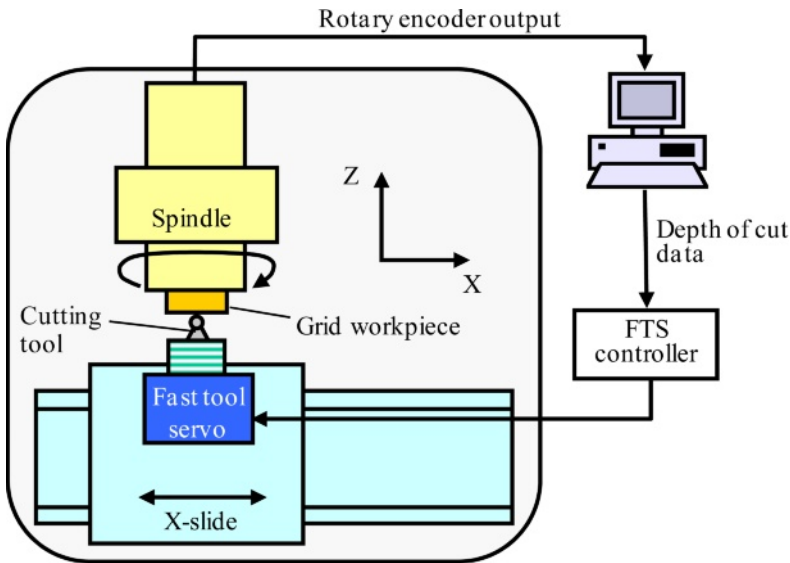 Rotary encoder output
Z
Spindle
X
Depth of cut
data
Cutting
tool
Grid workpiece
FTS
controller
Fast tool
servo
X-slide